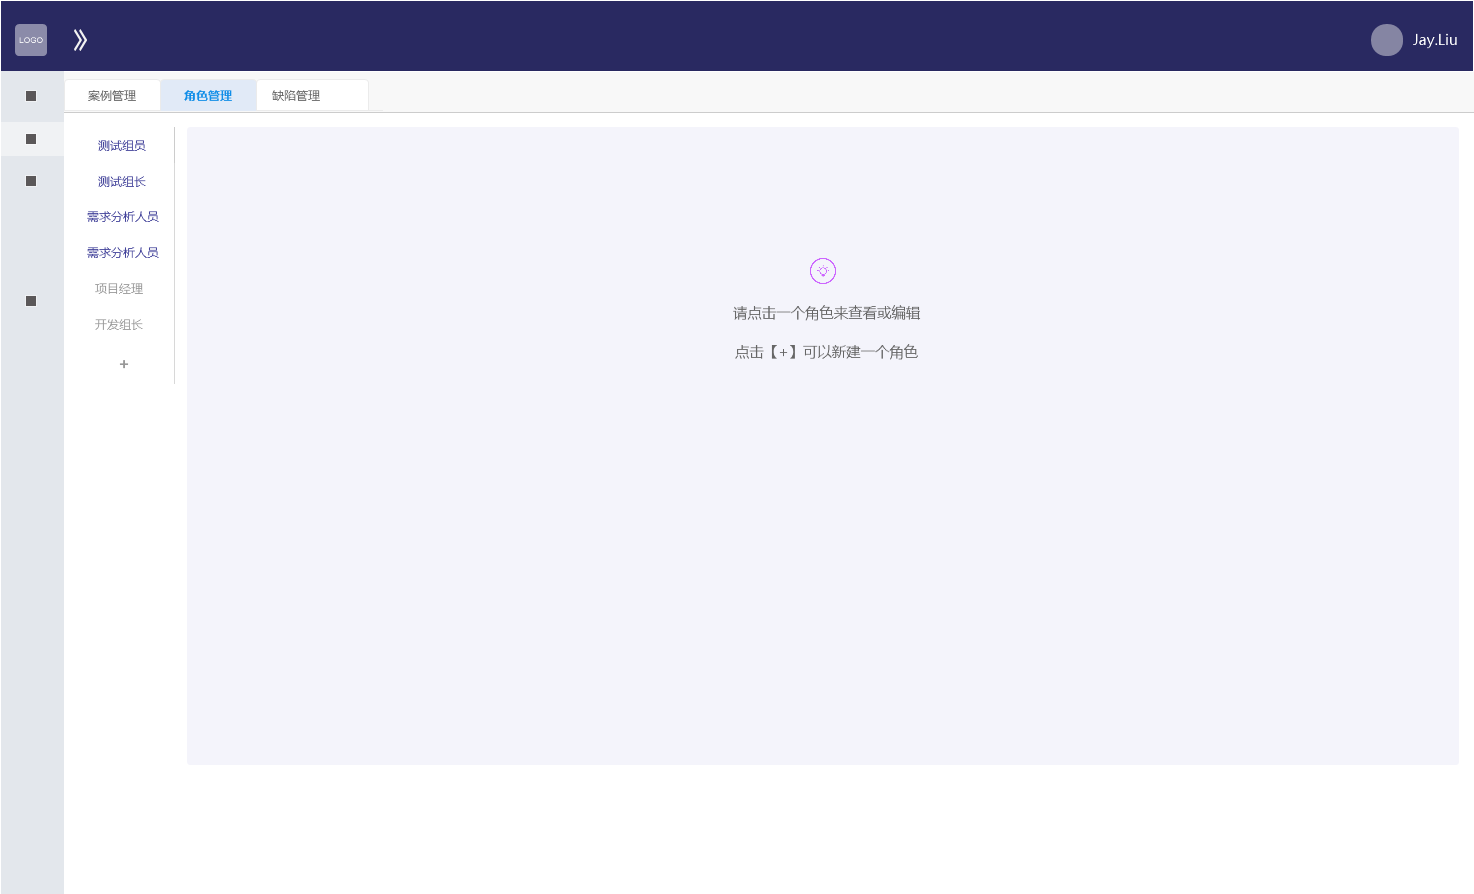 LOGO
Jay.Liu
案例管理
角色管理
缺陷管理
测试组员
测试组长
需求分析人员
需求分析人员
项目经理
开发组长
+
请点击一个角色来查看或编辑
点击【+】可以新建一个角色